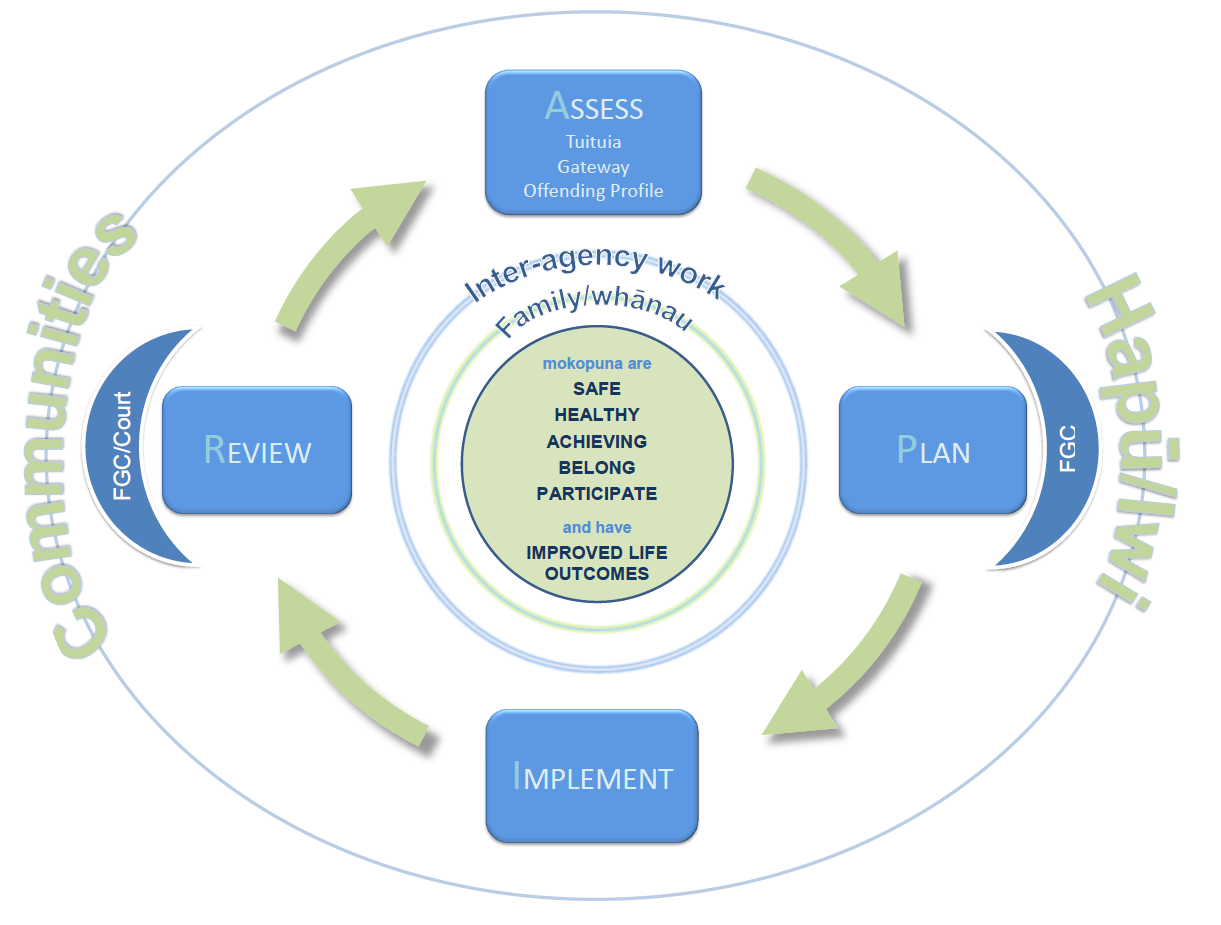 ASSESS
Tuituia
Gateway
Offending Profile
Communities
Hapū/Iwi
Inter-agency work
Family/whānau
mokopuna are
SAFE
HEALTHY
ACHIEVING
BELONG
PARTICIPATE
and have
IMPROVED LIFE
OUTCOMES
FGC/Court
REVIEW
PLAN
FGC
IMPLEMENT